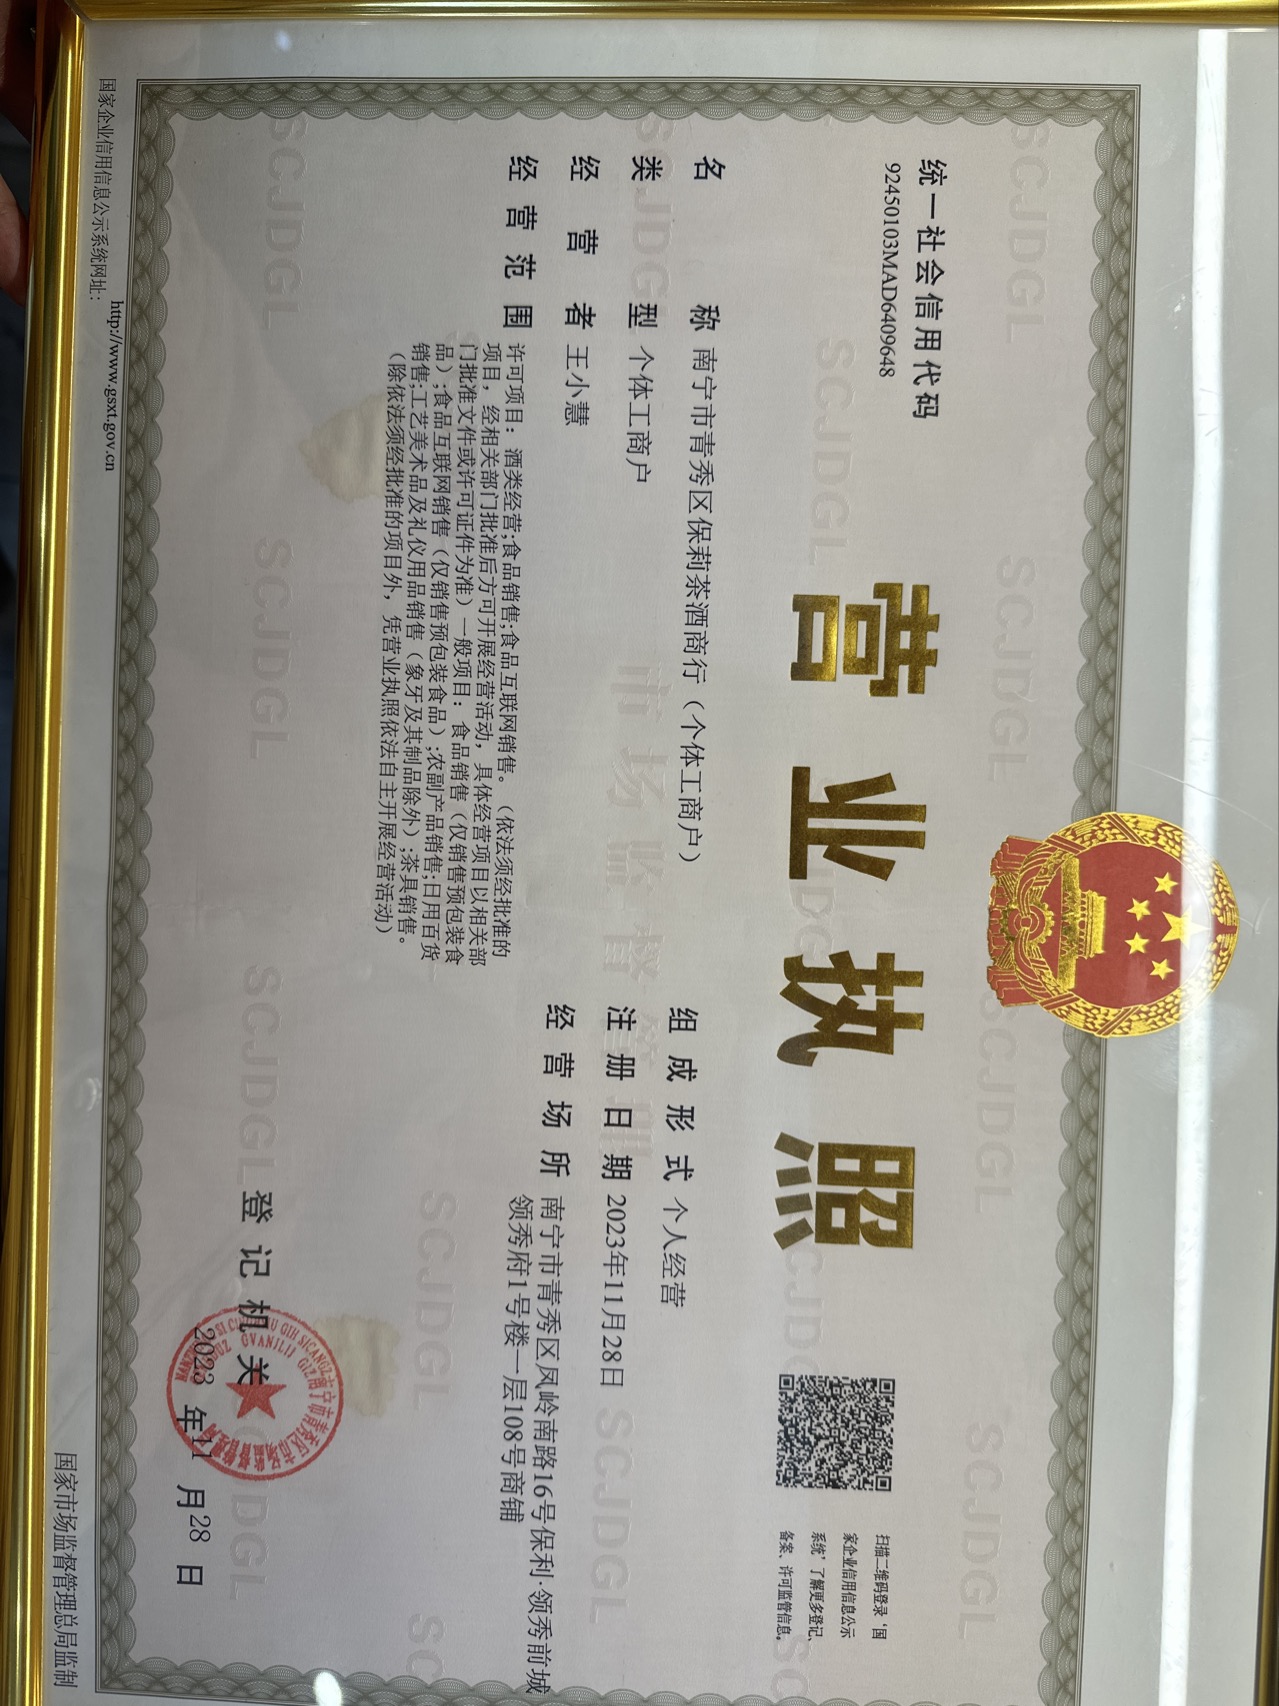 统一社会信用代码
92450103MAD6409648
营业执照
扫描二维码登录‘国
家企业信用信息公示
系统’了解更多登记、
备案、许可监管信息。
名称 南宁市青秀区保莉茶酒商行（个体工商户）
类型 个体工商户
经营者 王小慧
经营范围 许可项目：酒类经营;食品销售;食品互联网销售。（依法须经批准的
项目，经相关部门批准后方可开展经营活动，具体经营项目以相关部
门批准文件或许可证件为准）一般项目：食品销售（仅销售预包装食
品）;食品互联网销售（仅销售预包装食品）;农副产品销售;日用百货
销售;工艺美术品及礼仪用品销售（象牙及其制品除外）;茶具销售。
（除依法须经批准的项目外，凭营业执照依法自主开展经营活动）
组成形式 个人经营
注册日期 2023年11月28日
经营场所 南宁市青秀区凤岭南路16号保利·领秀前城
领秀府1号楼一层108号商铺
登记机关
2023年11月28日
国家企业信用信息公示系统网址：
http://www.gsxt.gov.cn
国家市场监督管理总局监制